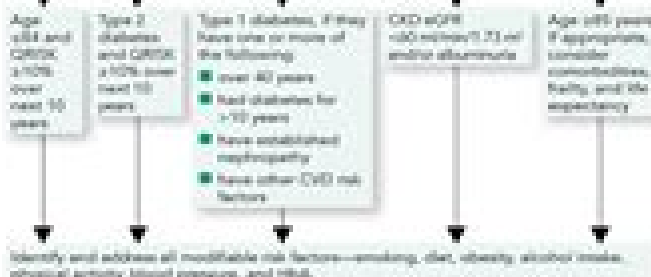 Age
≤84 and
QRISK
≥10%
over
next 10
years
Type 2
diabetes
and QRISK
≥10% over
next 10
years
Type 1 diabetes, if they
have one or more of
the following:
over 40 years
had diabetes for
>10 years
have established
nephropathy
have other CVD risk
factors
CKD eGFR
<60 ml/min/1.73 m²
and/or albuminuria
Age ≥85 years
if appropriate,
consider
comorbidities,
frailty, and life
expectancy
Identify and address all modifiable risk factors—smoking, diet, obesity, alcohol intake,
physical activity, blood pressure, and HbA